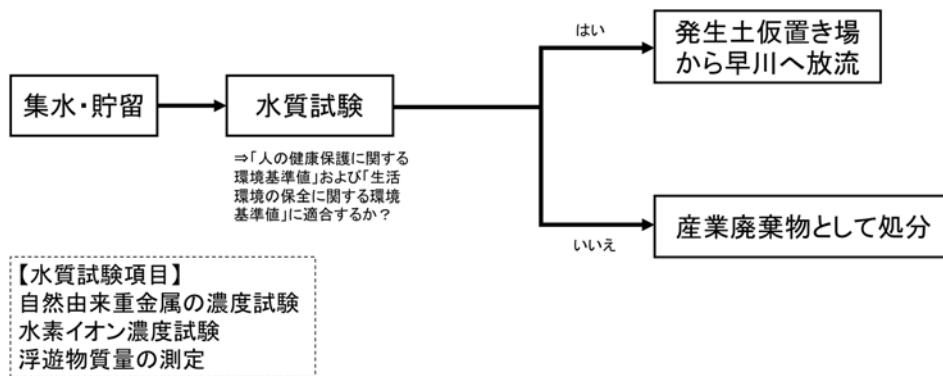 集水・貯留
水質試験
⇒「人の健康保護に関する
環境基準値」および「生活
環境の保全に関する環境
基準値」に適合するか？
はい
発生土仮置き場
から早川へ放流
いいえ
産業廃棄物として処分
【水質試験項目】
自然由来重金属の濃度試験
水素イオン濃度試験
浮遊物質量の測定